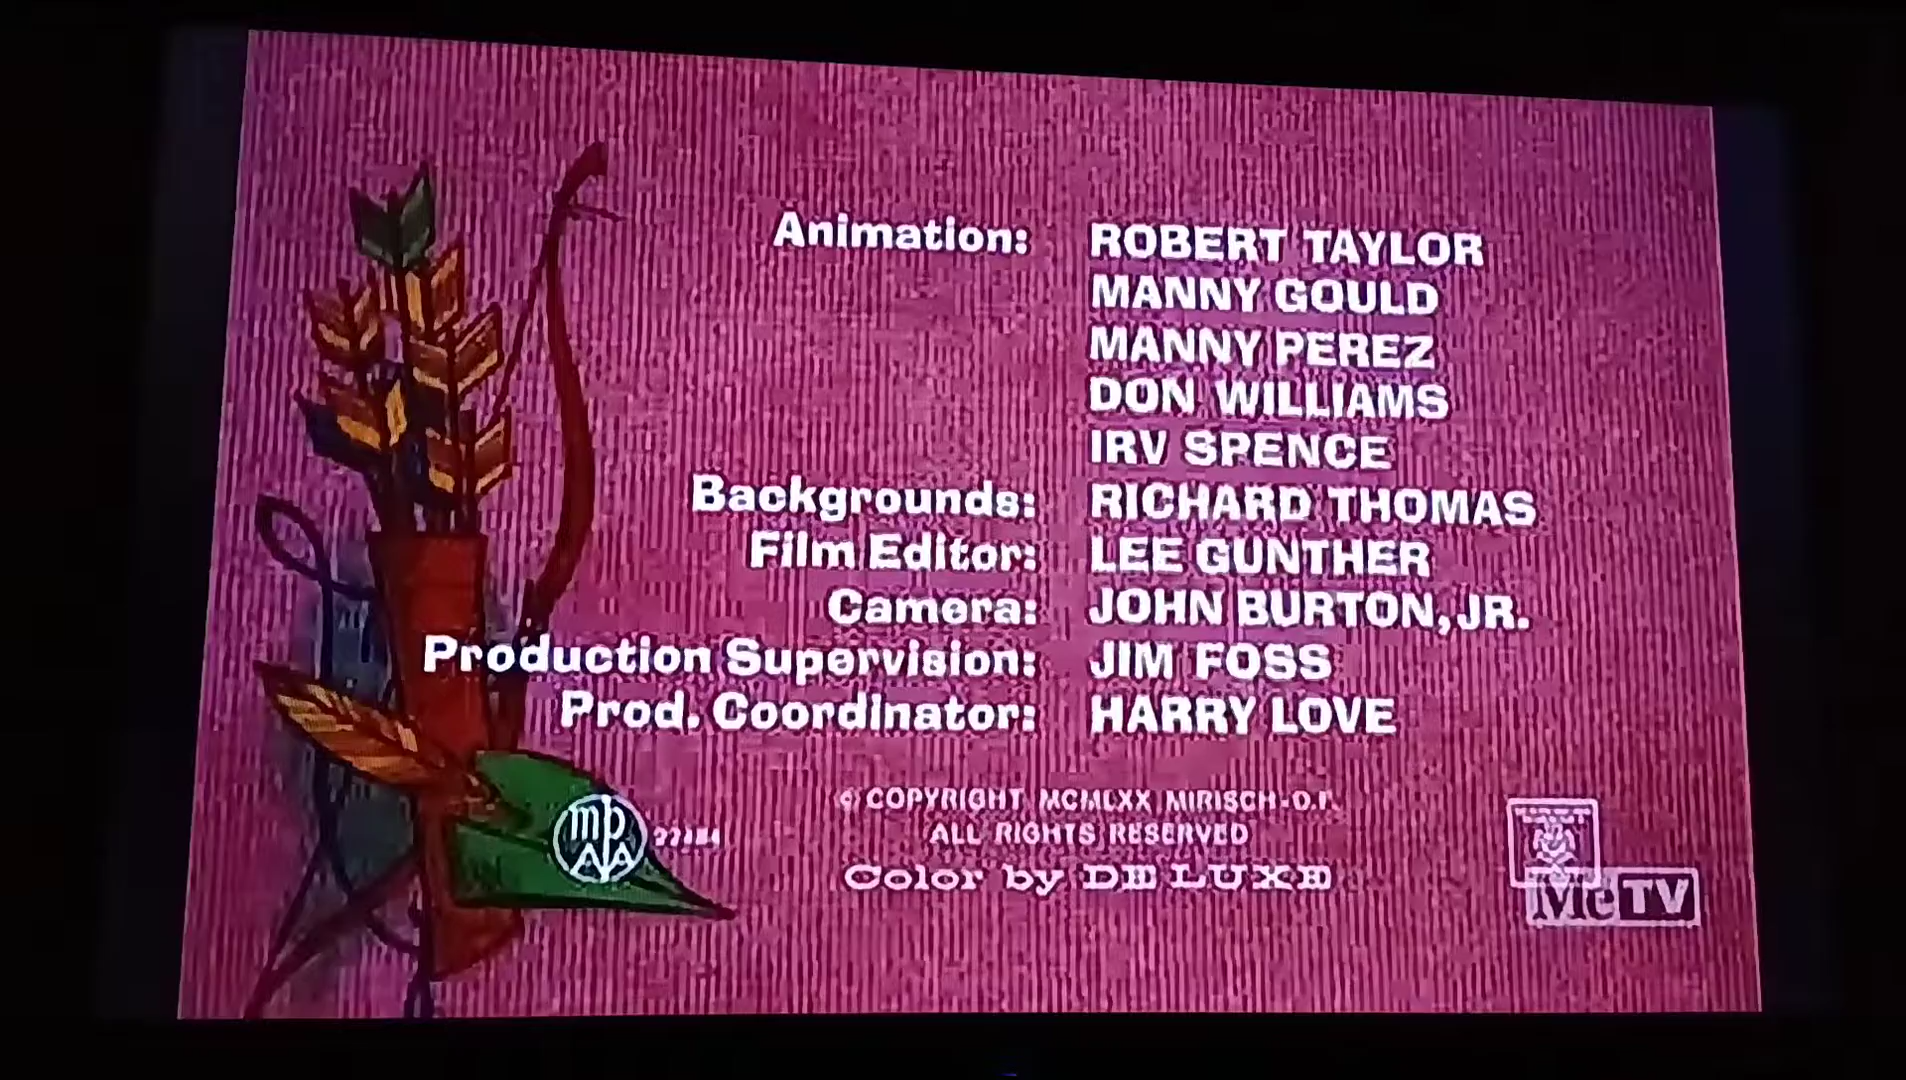 Animation: ROBERT TAYLOR
MANNY GOULD
MANNY PEREZ
DON WILLIAMS
IRV SPENCE
Backgrounds: RICHARD THOMAS
Film Editor: LEE GUNTHER
Camera: JOHN BURTON, JR.
Production Supervision: JIM FOSS
Prod. Coordinator: HARRY LOVE
© COPYRIGHT MCMLXX MIRISCH-D.F.
ALL RIGHTS RESERVED
Color by DE LUXE
MPAA
MeTV